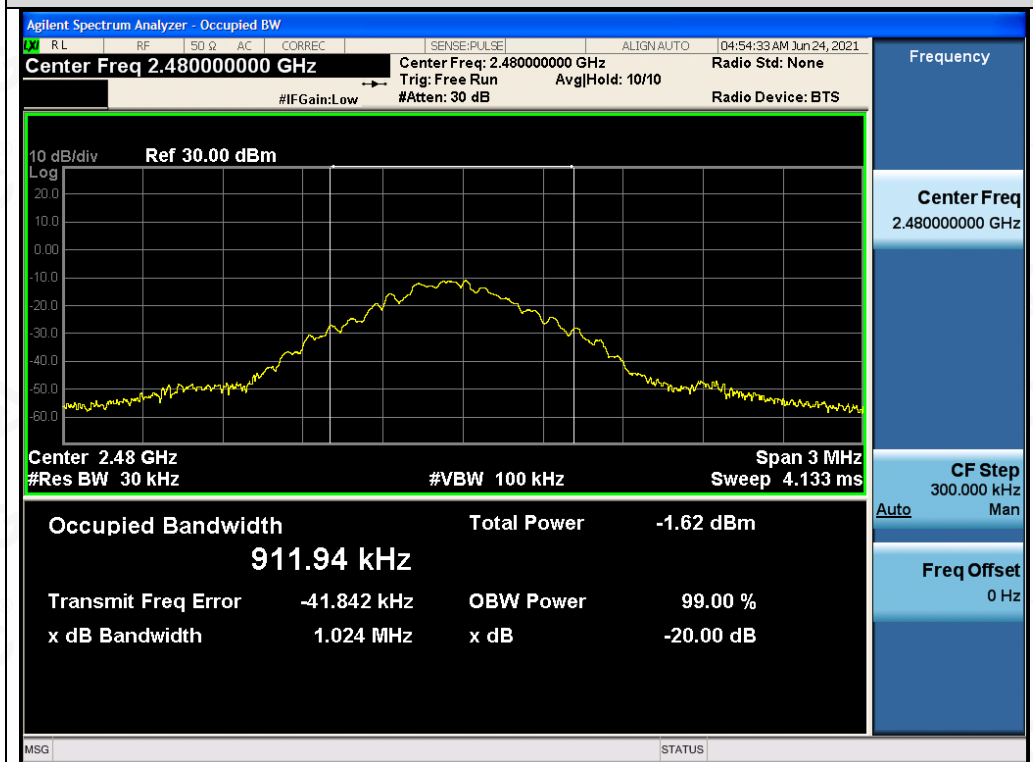 Agilent Spectrum Analyzer - Occupied BW
LXI RL RF 50 Ω AC CORREC SENSE:PULSE ALIGN AUTO 04:54:33 AM Jun 24, 2021
Center Freq 2.480000000 GHz Center Freq: 2.480000000 GHz Radio Std: None
Trig: Free Run Avg|Hold: 10/10
#IFGain:Low #Atten: 30 dB Radio Device: BTS
10 dB/div Ref 30.00 dBm
Log
20.0
10.0
0.00
-10.0
-20.0
-30.0
-40.0
-50.0
-60.0
Center 2.48 GHz Span 3 MHz
#Res BW 30 kHz #VBW 100 kHz Sweep 4.133 ms
Occupied Bandwidth Total Power -1.62 dBm
911.94 kHz
Transmit Freq Error -41.842 kHz OBW Power 99.00 %
x dB Bandwidth 1.024 MHz x dB -20.00 dB
MSG STATUS
Frequency
Center Freq
2.480000000 GHz
CF Step
300.000 kHz
Auto Man
Freq Offset
0 Hz